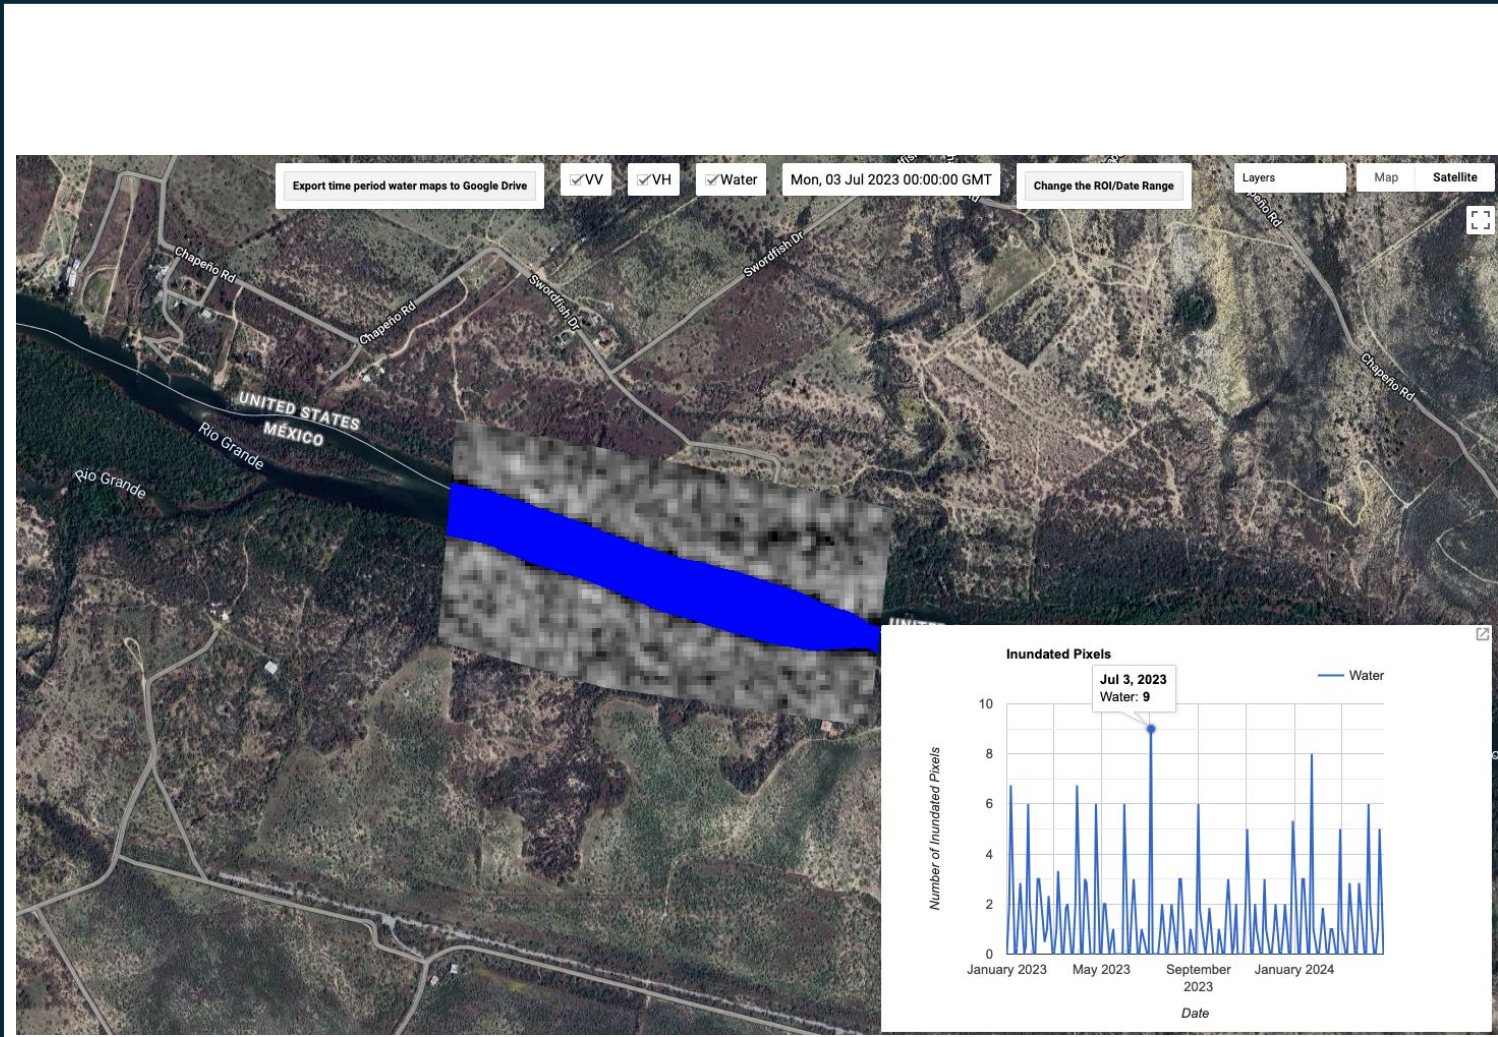 Export time period water maps to Google Drive
VV
VH
Water
Mon, 03 Jul 2023 00:00:00 GMT
Change the ROI/Date Range
Layers
Map
Satellite
Chapeño Rd
Chapeño Rd
Swordfish Dr
Swordfish Dr
Chapeño Rd
UNITED STATES
MÉXICO
Rio Grande
Rio Grande
Inundated Pixels
Water
Jul 3, 2023
Water: 9
Number of Inundated Pixels
10
8
6
4
2
0
January 2023
May 2023
September
2023
January 2024
Date